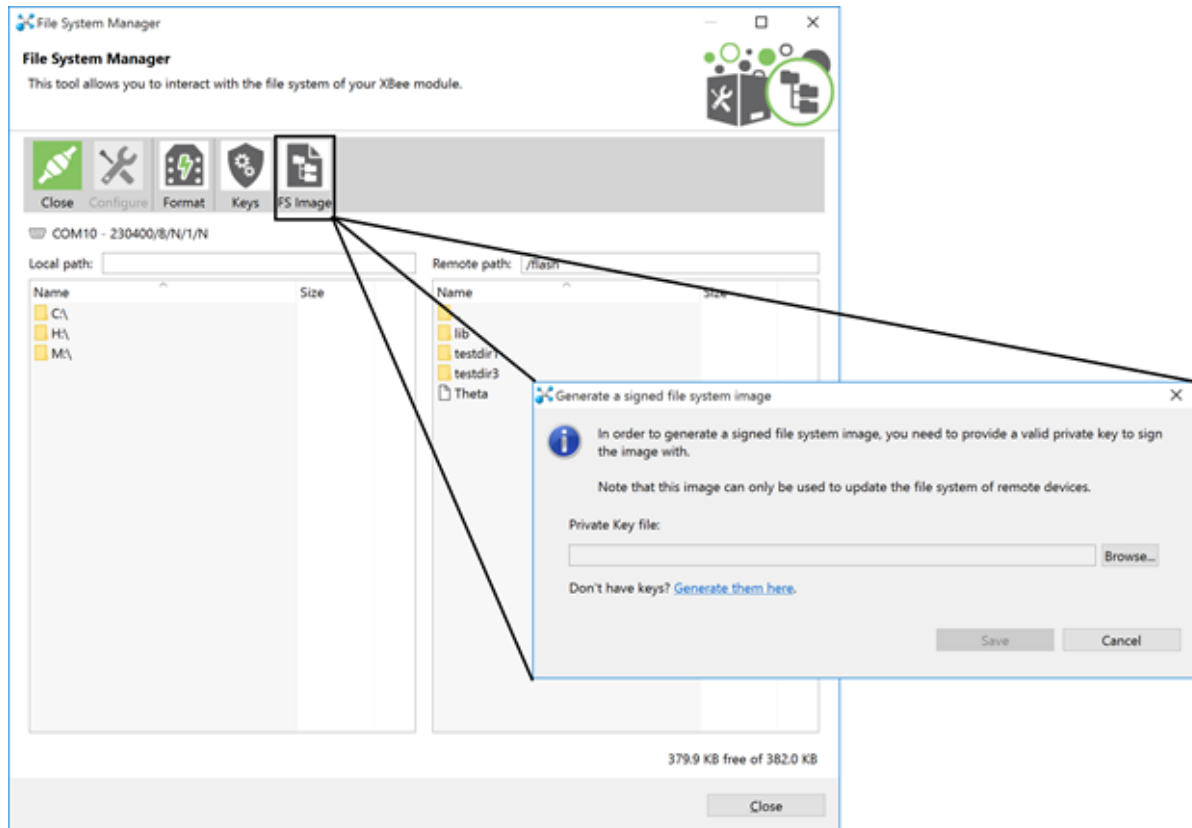 File System Manager
File System Manager
This tool allows you to interact with the file system of your XBee module.
Close Configure Format Keys FS Image
COM10 - 230400/8/N/1/N
Local path:
Remote path: /flash
Name Size
Name Size
C:\
H:\
M:\
lib
testdir1
testdir3
Theta
Generate a signed file system image
In order to generate a signed file system image, you need to provide a valid private key to sign
the image with.
Note that this image can only be used to update the file system of remote devices.
Private Key file:
Browse...
Don't have keys? Generate them here.
Save Cancel
379.9 KB free of 382.0 KB
Close